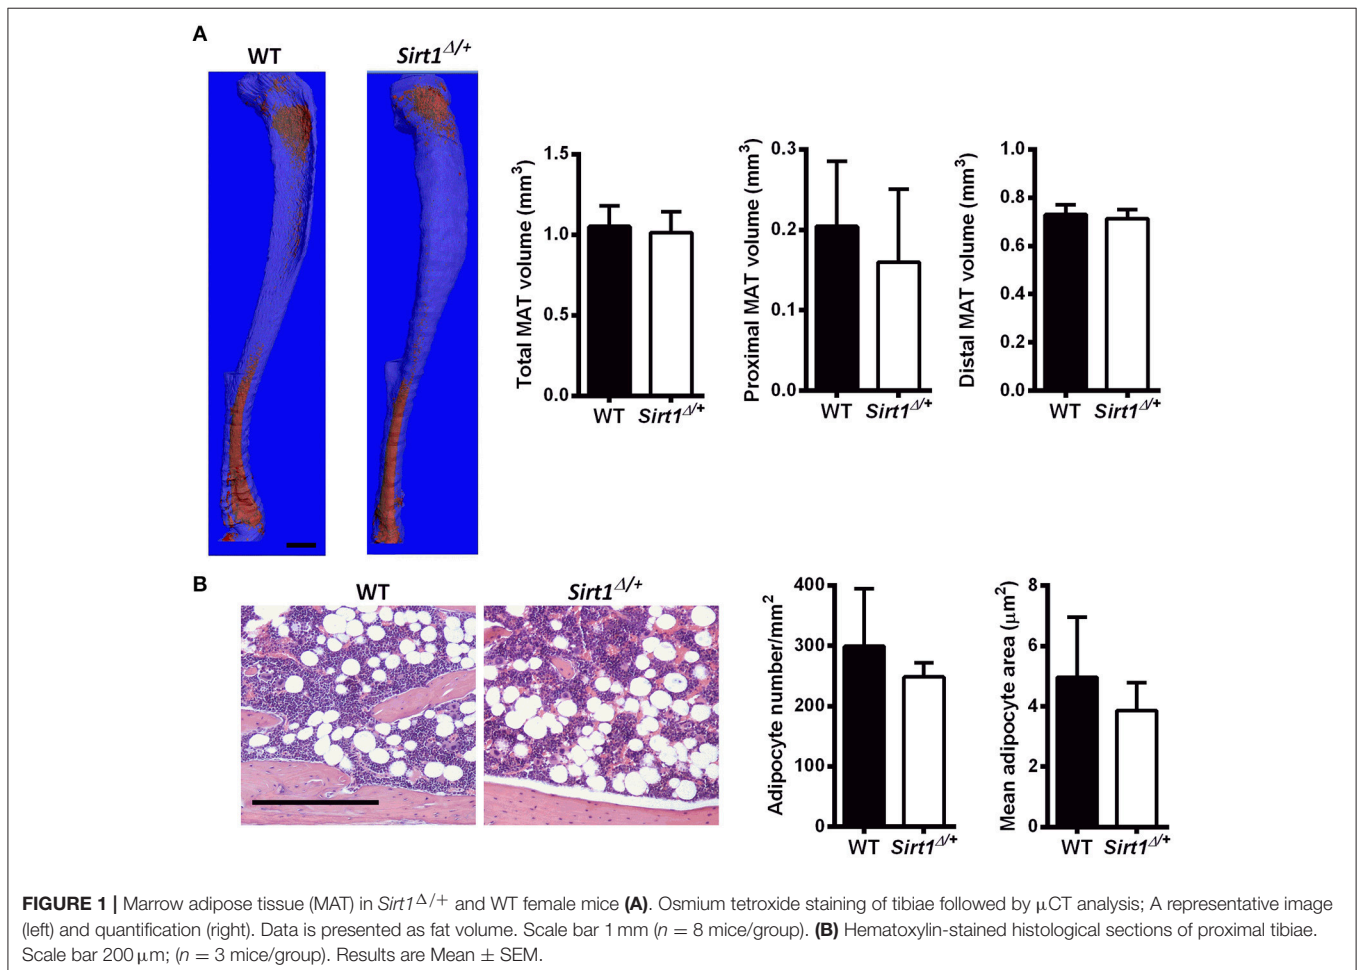 A
WT
Sirt1Δ/+
Total MAT volume (mm3)
1.5
1.0
0.5
0.0
WT Sirt1Δ/+
Proximal MAT volume (mm3)
0.3
0.2
0.1
0.0
WT Sirt1Δ/+
Distal MAT volume (mm3)
1.0
0.8
0.6
0.4
0.2
0.0
WT Sirt1Δ/+
B
WT
Sirt1Δ/+
Adipocyte number/mm2
400
300
200
100
0
WT Sirt1Δ/+
Mean adipocyte area (μm2)
8
6
4
2
0
WT Sirt1Δ/+
FIGURE 1 | Marrow adipose tissue (MAT) in Sirt1Δ/+ and WT female mice (A). Osmium tetroxide staining of tibiae followed by μCT analysis; A representative image
(left) and quantification (right). Data is presented as fat volume. Scale bar 1 mm (n = 8 mice/group). (B) Hematoxylin-stained histological sections of proximal tibiae.
Scale bar 200 μm; (n = 3 mice/group). Results are Mean ± SEM.